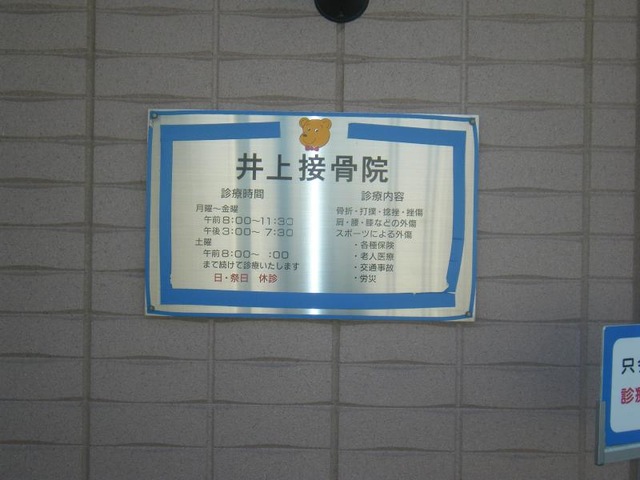 井上接骨院
診療時間
月曜～金曜
午前8:00～11:30
午後3:00～ 7:30
土曜
午前8:00～ :00
まで続けて診療いたします
日・祭日 休診
診療内容
骨折・打撲・捻挫・挫傷
肩・腰・膝などの外傷
スポーツによる外傷
・各種保険
・老人医療
・交通事故
・労災
只
診